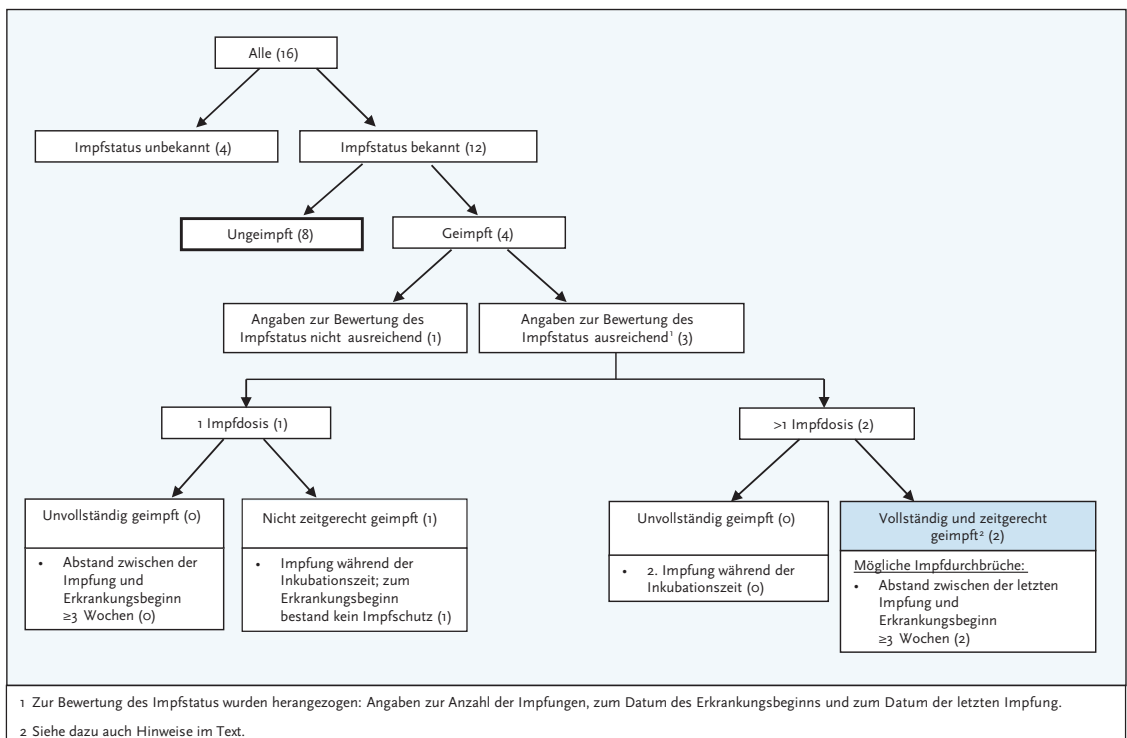 Alle (16)
Impfstatus unbekannt (4)
Impfstatus bekannt (12)
Ungeimpft (8)
Geimpft (4)
Angaben zur Bewertung des
Impfstatus nicht ausreichend (1)
Angaben zur Bewertung des
Impfstatus ausreichend¹ (3)
1 Impfdosis (1)
>1 Impfdosis (2)
Unvollständig geimpft (0)
• Abstand zwischen der
Impfung und
Erkrankungsbeginn
≥3 Wochen (0)
Nicht zeitgerecht geimpft (1)
• Impfung während der
Inkubationszeit; zum
Erkrankungsbeginn
bestand kein Impfschutz (1)
Unvollständig geimpft (0)
• 2. Impfung während der
Inkubationszeit (0)
Vollständig und zeitgerecht
geimpft² (2)
Mögliche Impfdurchbrüche:
• Abstand zwischen der letzten
Impfung und
Erkrankungsbeginn
≥3 Wochen (2)
1 Zur Bewertung des Impfstatus wurden herangezogen: Angaben zur Anzahl der Impfungen, zum Datum des Erkrankungsbeginns und zum Datum der letzten Impfung.
2 Siehe dazu auch Hinweise im Text.